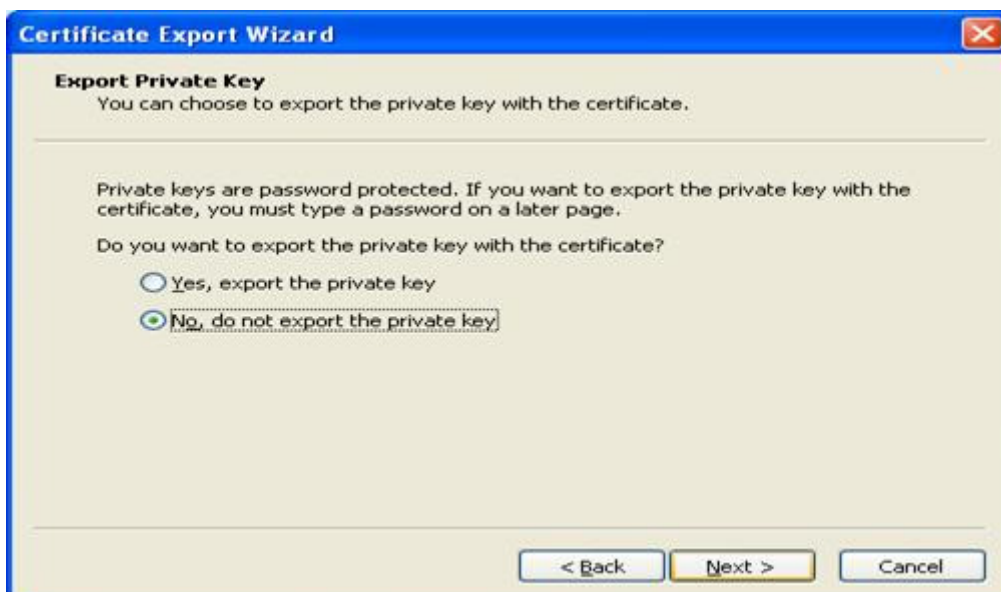 Certificate Export Wizard
Export Private Key
You can choose to export the private key with the certificate.
Private keys are password protected. If you want to export the private key with the
certificate, you must type a password on a later page.
Do you want to export the private key with the certificate?
Yes, export the private key
No, do not export the private key
< Back Next > Cancel